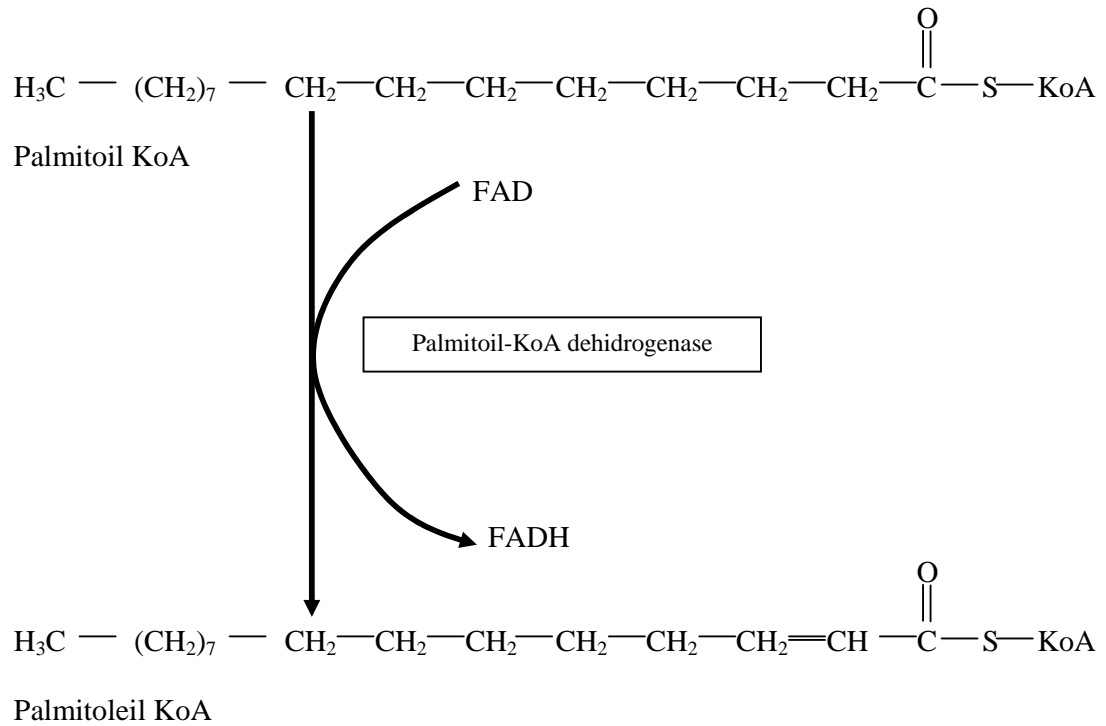 O
H₃C — (CH₂)₇ — CH₂—CH₂—CH₂—CH₂—CH₂—CH₂—CH₂—C—S—KoA
Palmitoil KoA
FAD
Palmitoil-KoA dehidrogenase
FADH
O
H₃C — (CH₂)₇ — CH₂—CH₂—CH₂—CH₂—CH₂—CH₂=CH—C—S—KoA
Palmitoleil KoA